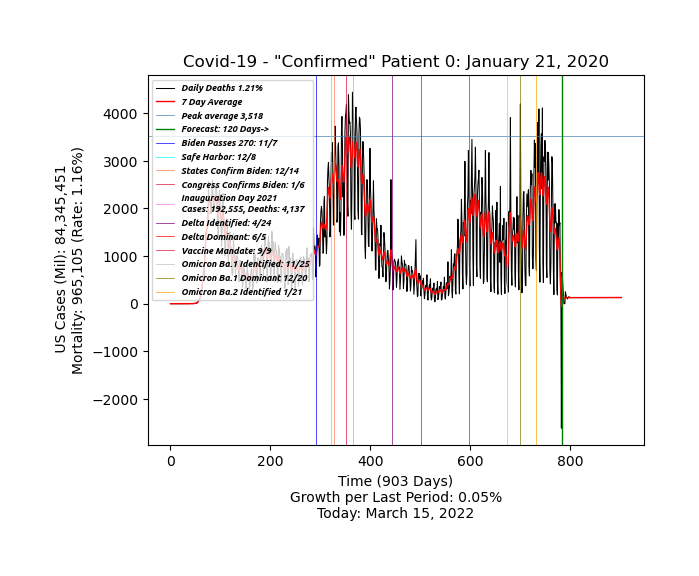 Covid-19 - "Confirmed" Patient 0: January 21, 2020
Daily Deaths 1.21%
7 Day Average
Peak average 3,518
Forecast: 120 Days->
Biden Passes 270: 11/7
Safe Harbor: 12/8
States Confirm Biden: 12/14
Congress Confirms Biden: 1/6
Inauguration Day 2021
Cases: 192,555, Deaths: 4,137
Delta Identified: 4/24
Delta Dominant: 6/5
Vaccine Mandate: 9/9
Omicron Ba.1 Identified: 11/25
Omicron Ba.1 Dominant 12/20
Omicron Ba.2 Identified 1/21
4000
3000
2000
1000
0
−1000
−2000
US Cases (Mil): 84,345,451
Mortality: 965,105 (Rate: 1.16%)
0 200 400 600 800
Time (903 Days)
Growth per Last Period: 0.05%
Today: March 15, 2022